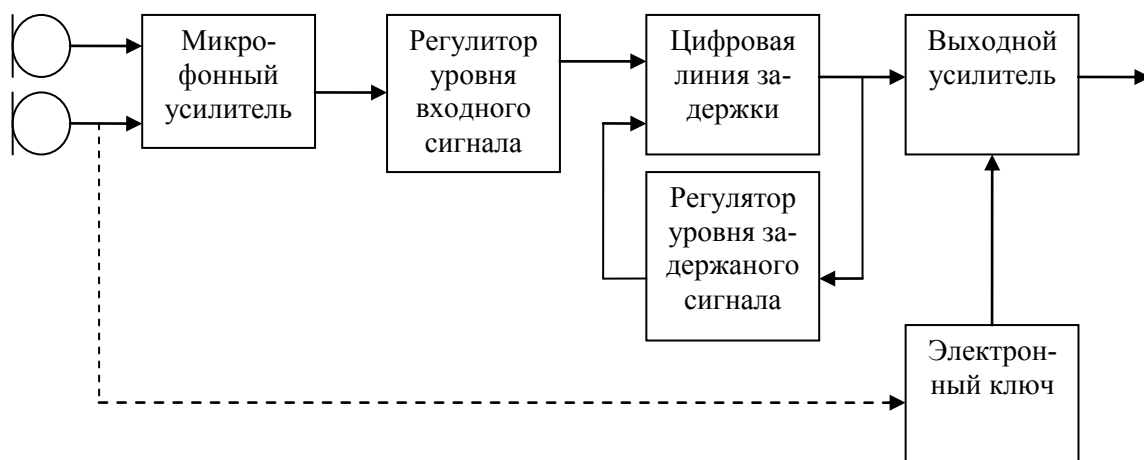 Микро-
фонный
усилитель
Регулитор
уровня
входного
сигнала
Цифровая
линия за-
держки
Выходной
усилитель
Регулятор
уровня за-
держаного
сигнала
Электрон-
ный ключ